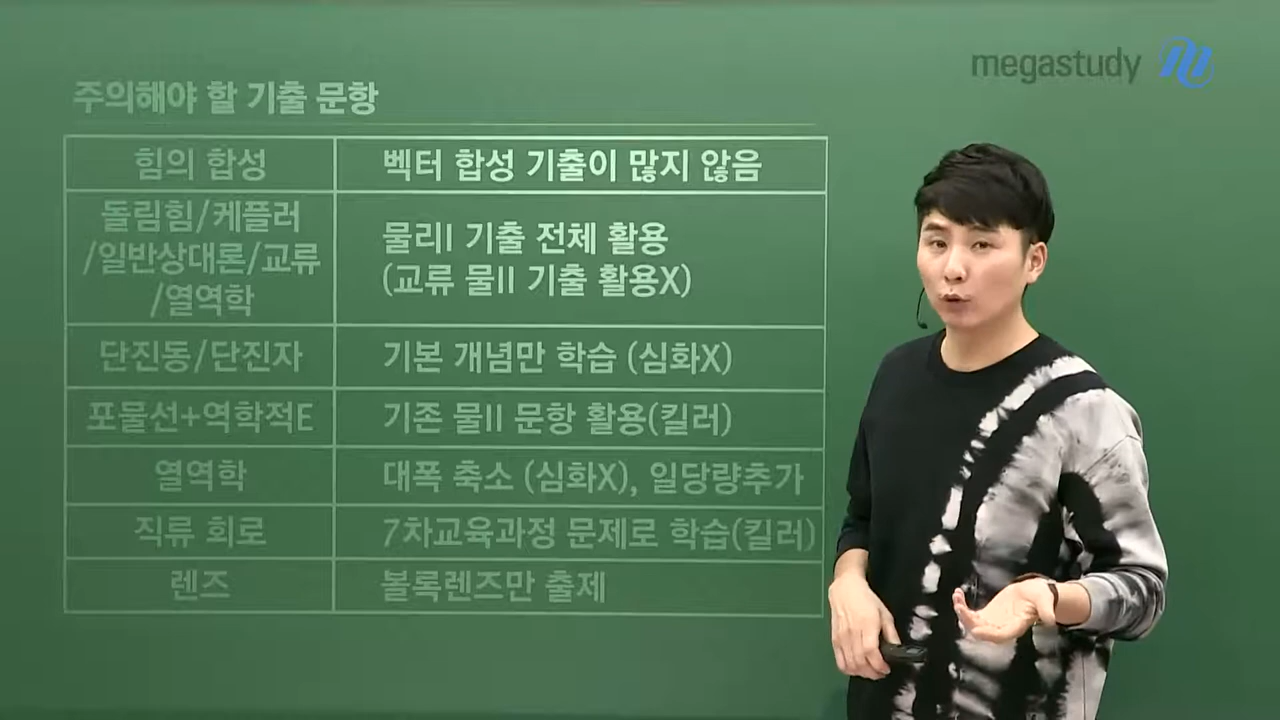 megastudy
주의해야 할 기출 문항
힘의 합성
벡터 합성 기출이 많지 않음
돌림힘/케플러
/일반상대론/교류
/열역학
물리I 기출 전체 활용
(교류 물II 기출 활용X)
단진동/단진자
기본 개념만 학습 (심화X)
포물선+역학적E
기존 물II 문항 활용(킬러)
열역학
대폭 축소 (심화X), 일당량추가
직류 회로
7차교육과정 문제로 학습(킬러)
렌즈
볼록렌즈만 출제